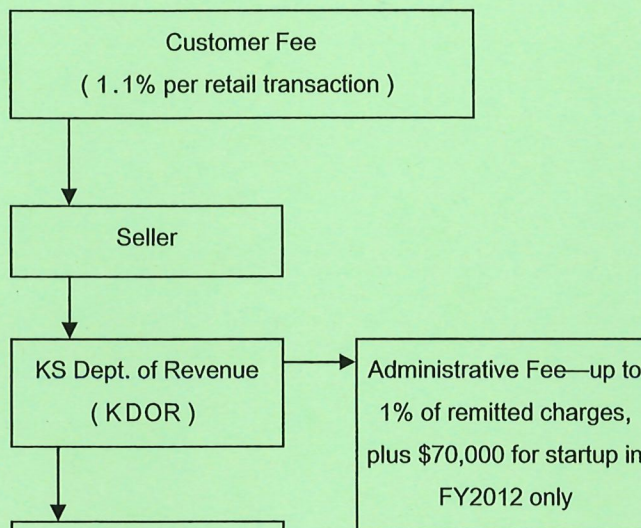 Customer Fee
( 1.1% per retail transaction )
Seller
KS Dept. of Revenue
( KDOR )
Administrative Fee—up to
1% of remitted charges,
plus $70,000 for startup in
FY2012 only